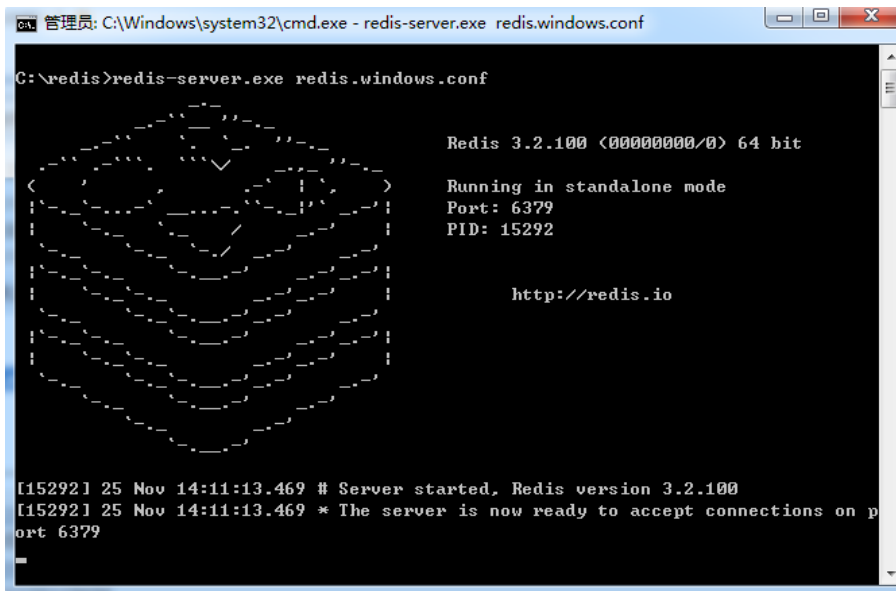 管理员: C:\Windows\system32\cmd.exe - redis-server.exe  redis.windows.conf
C:\redis>redis-server.exe redis.windows.conf
Redis 3.2.100 (00000000/0) 64 bit
Running in standalone mode
Port: 6379
PID: 15292
http://redis.io
[15292] 25 Nov 14:11:13.469 # Server started, Redis version 3.2.100
[15292] 25 Nov 14:11:13.469 * The server is now ready to accept connections on p
ort 6379